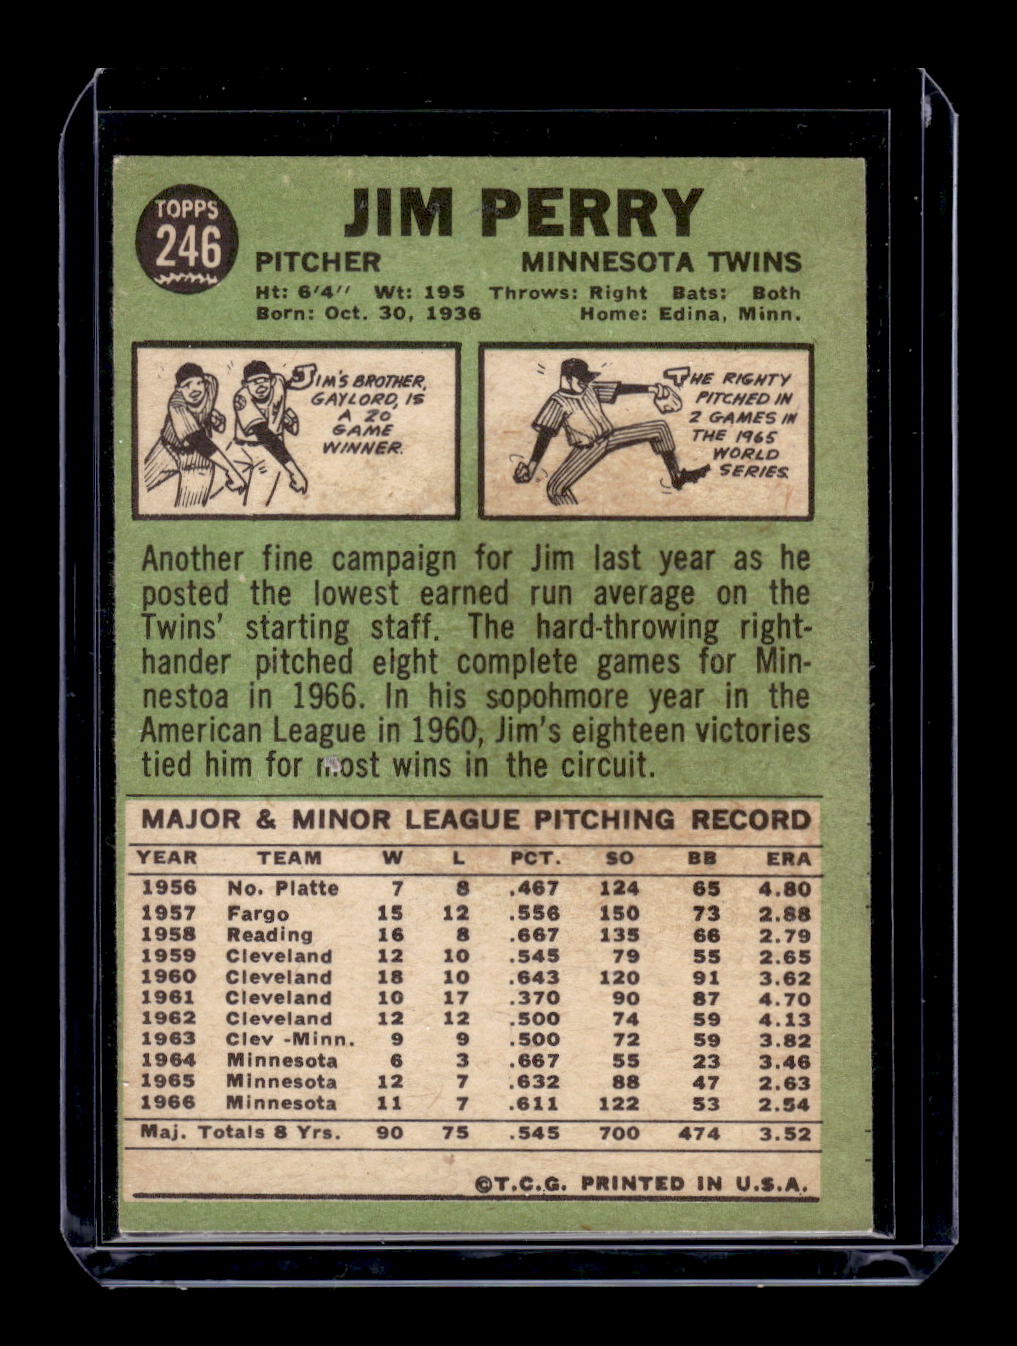 TOPPS
246
JIM PERRY
PITCHER MINNESOTA TWINS
Ht: 6'4" Wt: 195 Throws: Right Bats: Both
Born: Oct. 30, 1936 Home: Edina, Minn.
JIM'S BROTHER,
GAYLORD, IS
A 20
GAME
WINNER.
THE RIGHTY
PITCHED IN
2 GAMES IN
THE 1965
WORLD
SERIES
Another fine campaign for Jim last year as he
posted the lowest earned run average on the
Twins' starting staff. The hard-throwing right-
hander pitched eight complete games for Min-
nestoa in 1966. In his sopohmore year in the
American League in 1960, Jim's eighteen victories
tied him for most wins in the circuit.
MAJOR & MINOR LEAGUE PITCHING RECORD
YEAR TEAM W L PCT. SO BB ERA
1956 No. Platte 7 8 .467 124 65 4.80
1957 Fargo 15 12 .556 150 73 2.88
1958 Reading 16 8 .667 135 66 2.79
1959 Cleveland 12 10 .545 79 55 2.65
1960 Cleveland 18 10 .643 120 91 3.62
1961 Cleveland 10 17 .370 90 87 4.70
1962 Cleveland 12 12 .500 74 59 4.13
1963 Clev -Minn. 9 9 .500 72 59 3.82
1964 Minnesota 6 3 .667 55 23 3.46
1965 Minnesota 12 7 .632 88 47 2.63
1966 Minnesota 11 7 .611 122 53 2.54
Maj. Totals 8 Yrs. 90 75 .545 700 474 3.52
©T.C.G. PRINTED IN U.S.A.